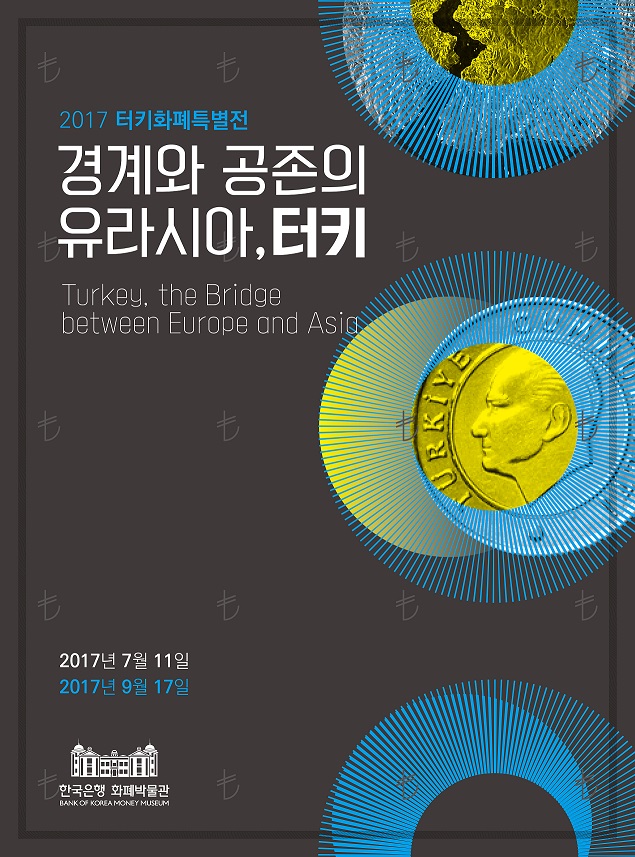 2017 터키화폐특별전
경계와 공존의
유라시아, 터키
Turkey, the Bridge
between Europe and Asia
TÜRKİYE
CUMHU
2017년 7월 11일
2017년 9월 17일
한국은행 화폐박물관
BANK OF KOREA MONEY MUSEUM